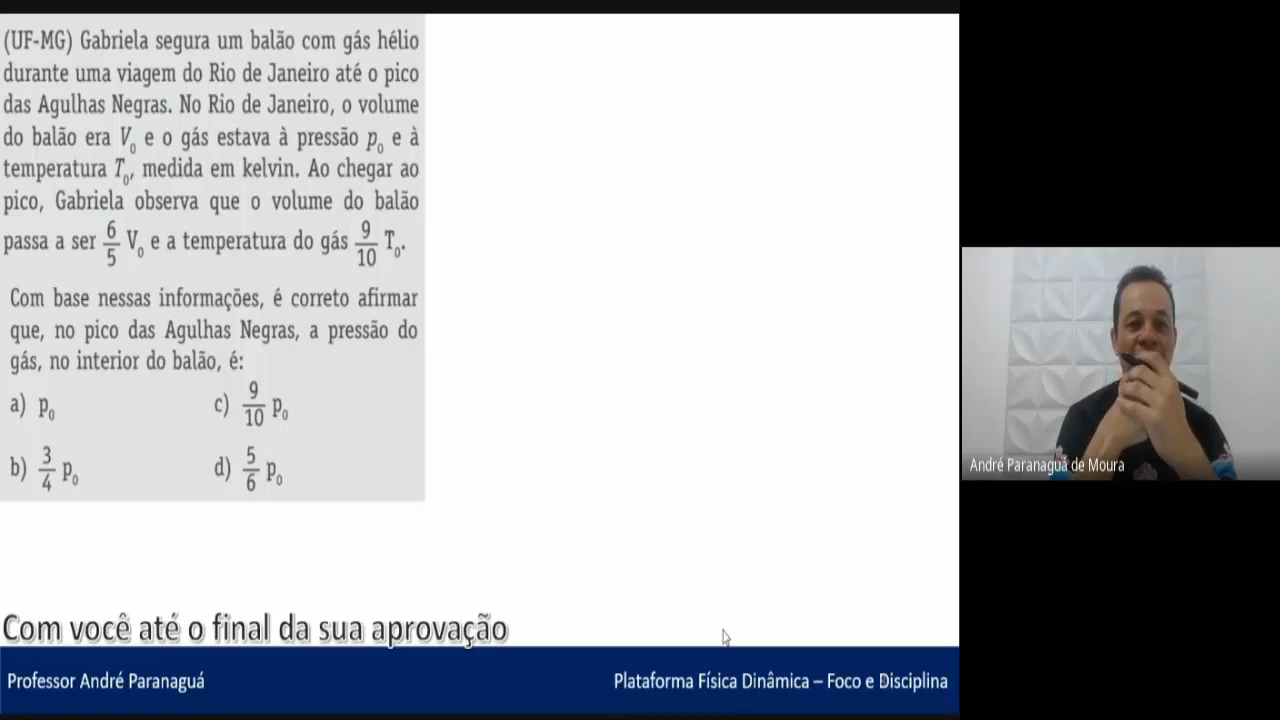 (UF-MG) Gabriela segura um balão com gás hélio
durante uma viagem do Rio de Janeiro até o pico
das Agulhas Negras. No Rio de Janeiro, o volume
do balão era V₀ e o gás estava à pressão p₀ e à
temperatura T₀, medida em kelvin. Ao chegar ao
pico, Gabriela observa que o volume do balão
passa a ser 6/5 V₀ e a temperatura do gás 9/10 T₀.
Com base nessas informações, é correto afirmar
que, no pico das Agulhas Negras, a pressão do
gás, no interior do balão, é:
a) p₀ c) 9/10 p₀
b) 3/4 p₀ d) 5/6 p₀
Com você até o final da sua aprovação
Professor André Paranaguá Plataforma Física Dinâmica – Foco e Disciplina
André Paranaguá de Moura